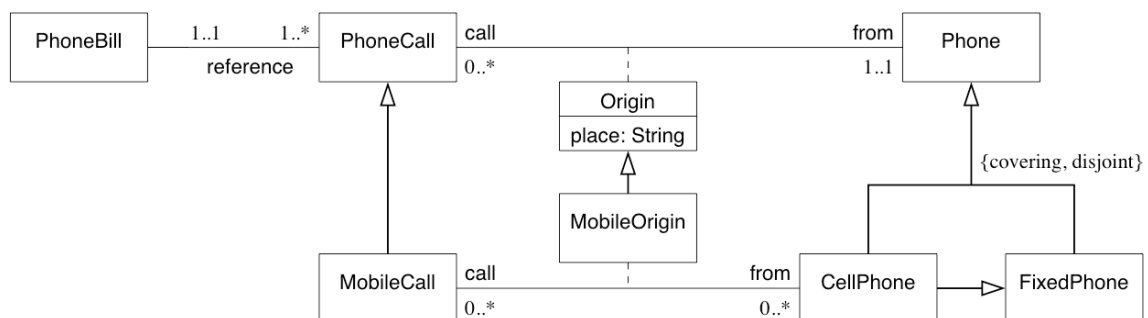 PhoneBill 1..1 1..* PhoneCall call from Phone
reference 0..* 1..1
Origin
place: String
{covering, disjoint}
MobileOrigin
MobileCall call from CellPhone FixedPhone
0..* 0..*